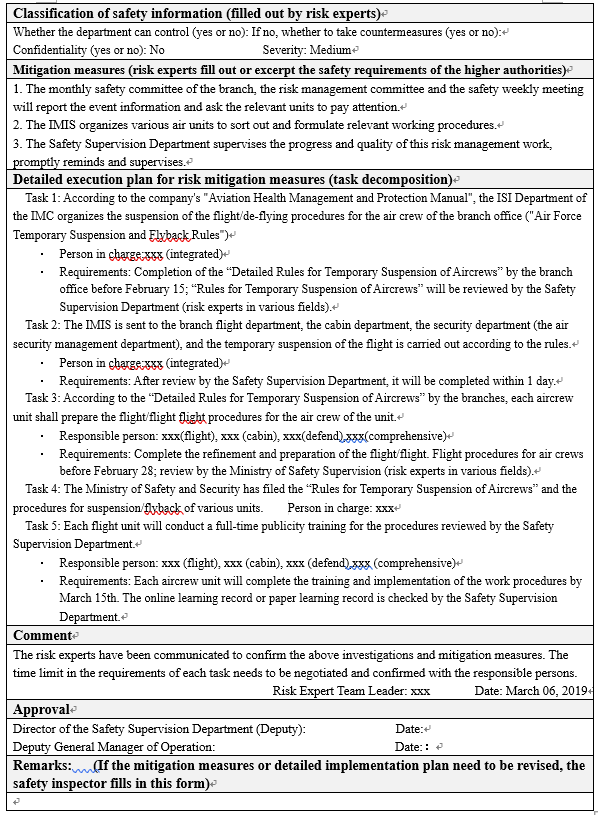 Classification of safety information (filled out by risk experts)
Whether the department can control (yes or no): If no, whether to take countermeasures (yes or no):
Confidentiality (yes or no): No Severity: Medium
Mitigation measures (risk experts fill out or excerpt the safety requirements of the higher authorities)
1. The monthly safety committee of the branch, the risk management committee and the safety weekly meeting
will report the event information and ask the relevant units to pay attention.
2. The IMIS organizes various air units to sort out and formulate relevant working procedures.
3. The Safety Supervision Department supervises the progress and quality of this risk management work,
promptly reminds and supervises.
Detailed execution plan for risk mitigation measures (task decomposition)
Task 1: According to the company's "Aviation Health Management and Protection Manual", the ISI Department of
the IMC organizes the suspension of the flight/de-flying procedures for the air crew of the branch office ("Air Force
Temporary Suspension and Flyback Rules")
· Person in charge:xxx (integrated)
· Requirements: Completion of the “Detailed Rules for Temporary Suspension of Aircrews” by the branch
office before February 15; “Rules for Temporary Suspension of Aircrews” will be reviewed by the Safety
Supervision Department (risk experts in various fields).
Task 2: The IMIS is sent to the branch flight department, the cabin department, the security department (the air
security management department), and the temporary suspension of the flight is carried out according to the rules.
· Person in charge:xxx (integrated)
· Requirements: After review by the Safety Supervision Department, it will be completed within 1 day.
Task 3: According to the “Detailed Rules for Temporary Suspension of Aircrews” by the branches, each aircrew
unit shall prepare the flight/flight flight procedures for the air crew of the unit.
· Responsible person: xxx(flight), xxx (cabin), xxx(defend),xxx(comprehensive)
· Requirements: Complete the refinement and preparation of the flight/flight. Flight procedures for air crews
before February 28; review by the Ministry of Safety Supervision (risk experts in various fields).
Task 4: The Ministry of Safety and Security has filed the “Rules for Temporary Suspension of Aircrews” and the
procedures for suspension/flyback of various units. Person in charge: xxx
Task 5: Each flight unit will conduct a full-time publicity training for the procedures reviewed by the Safety
Supervision Department.
· Responsible person: xxx (flight), xxx (cabin), xxx (defend),xxx (comprehensive)
· Requirements: Each aircrew unit will complete the training and implementation of the work procedures by
March 15th. The online learning record or paper learning record is checked by the Safety Supervision
Department.
Comment
The risk experts have been communicated to confirm the above investigations and mitigation measures. The
time limit in the requirements of each task needs to be negotiated and confirmed with the responsible persons.
Risk Expert Team Leader: xxx Date: March 06, 2019
Approval
Director of the Safety Supervision Department (Deputy): Date:
Deputy General Manager of Operation: Date: :
Remarks: (If the mitigation measures or detailed implementation plan need to be revised, the
safety inspector fills in this form)